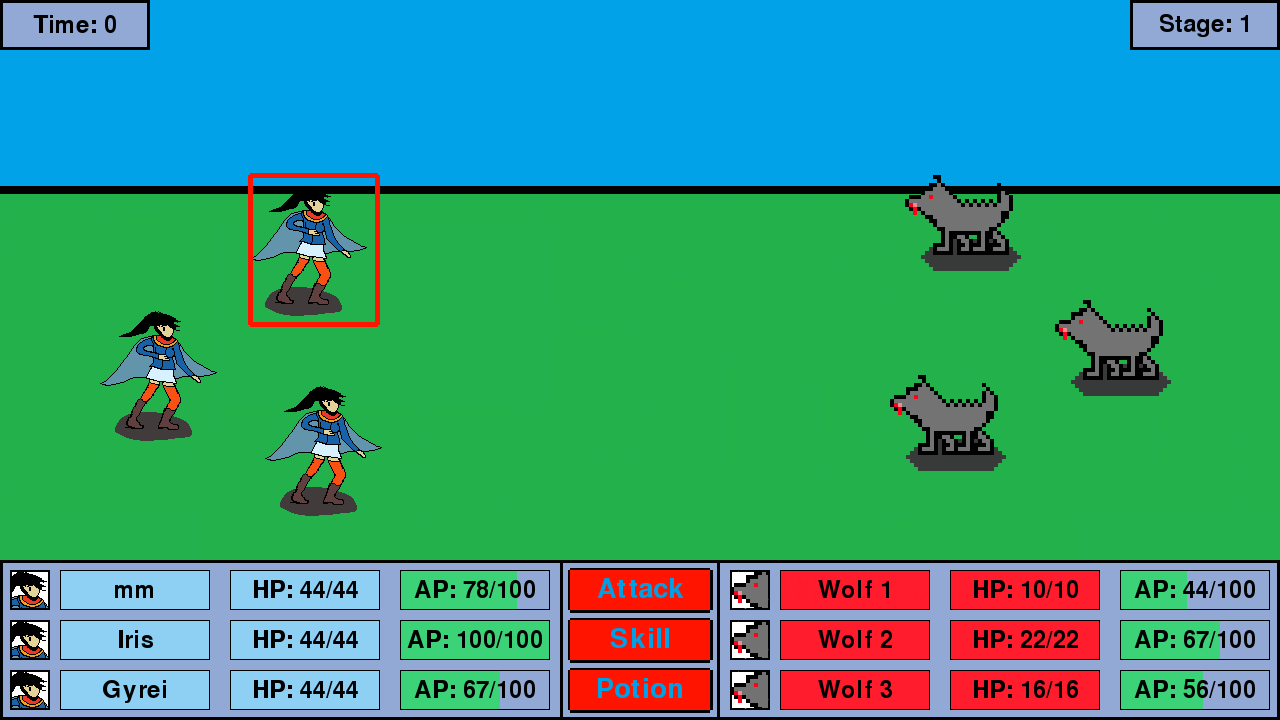 Time: 0
Stage: 1
mm HP: 44/44 AP: 78/100 Attack Wolf 1 HP: 10/10 AP: 44/100
Iris HP: 44/44 AP: 100/100 Skill Wolf 2 HP: 22/22 AP: 67/100
Gyrei HP: 44/44 AP: 67/100 Potion Wolf 3 HP: 16/16 AP: 56/100